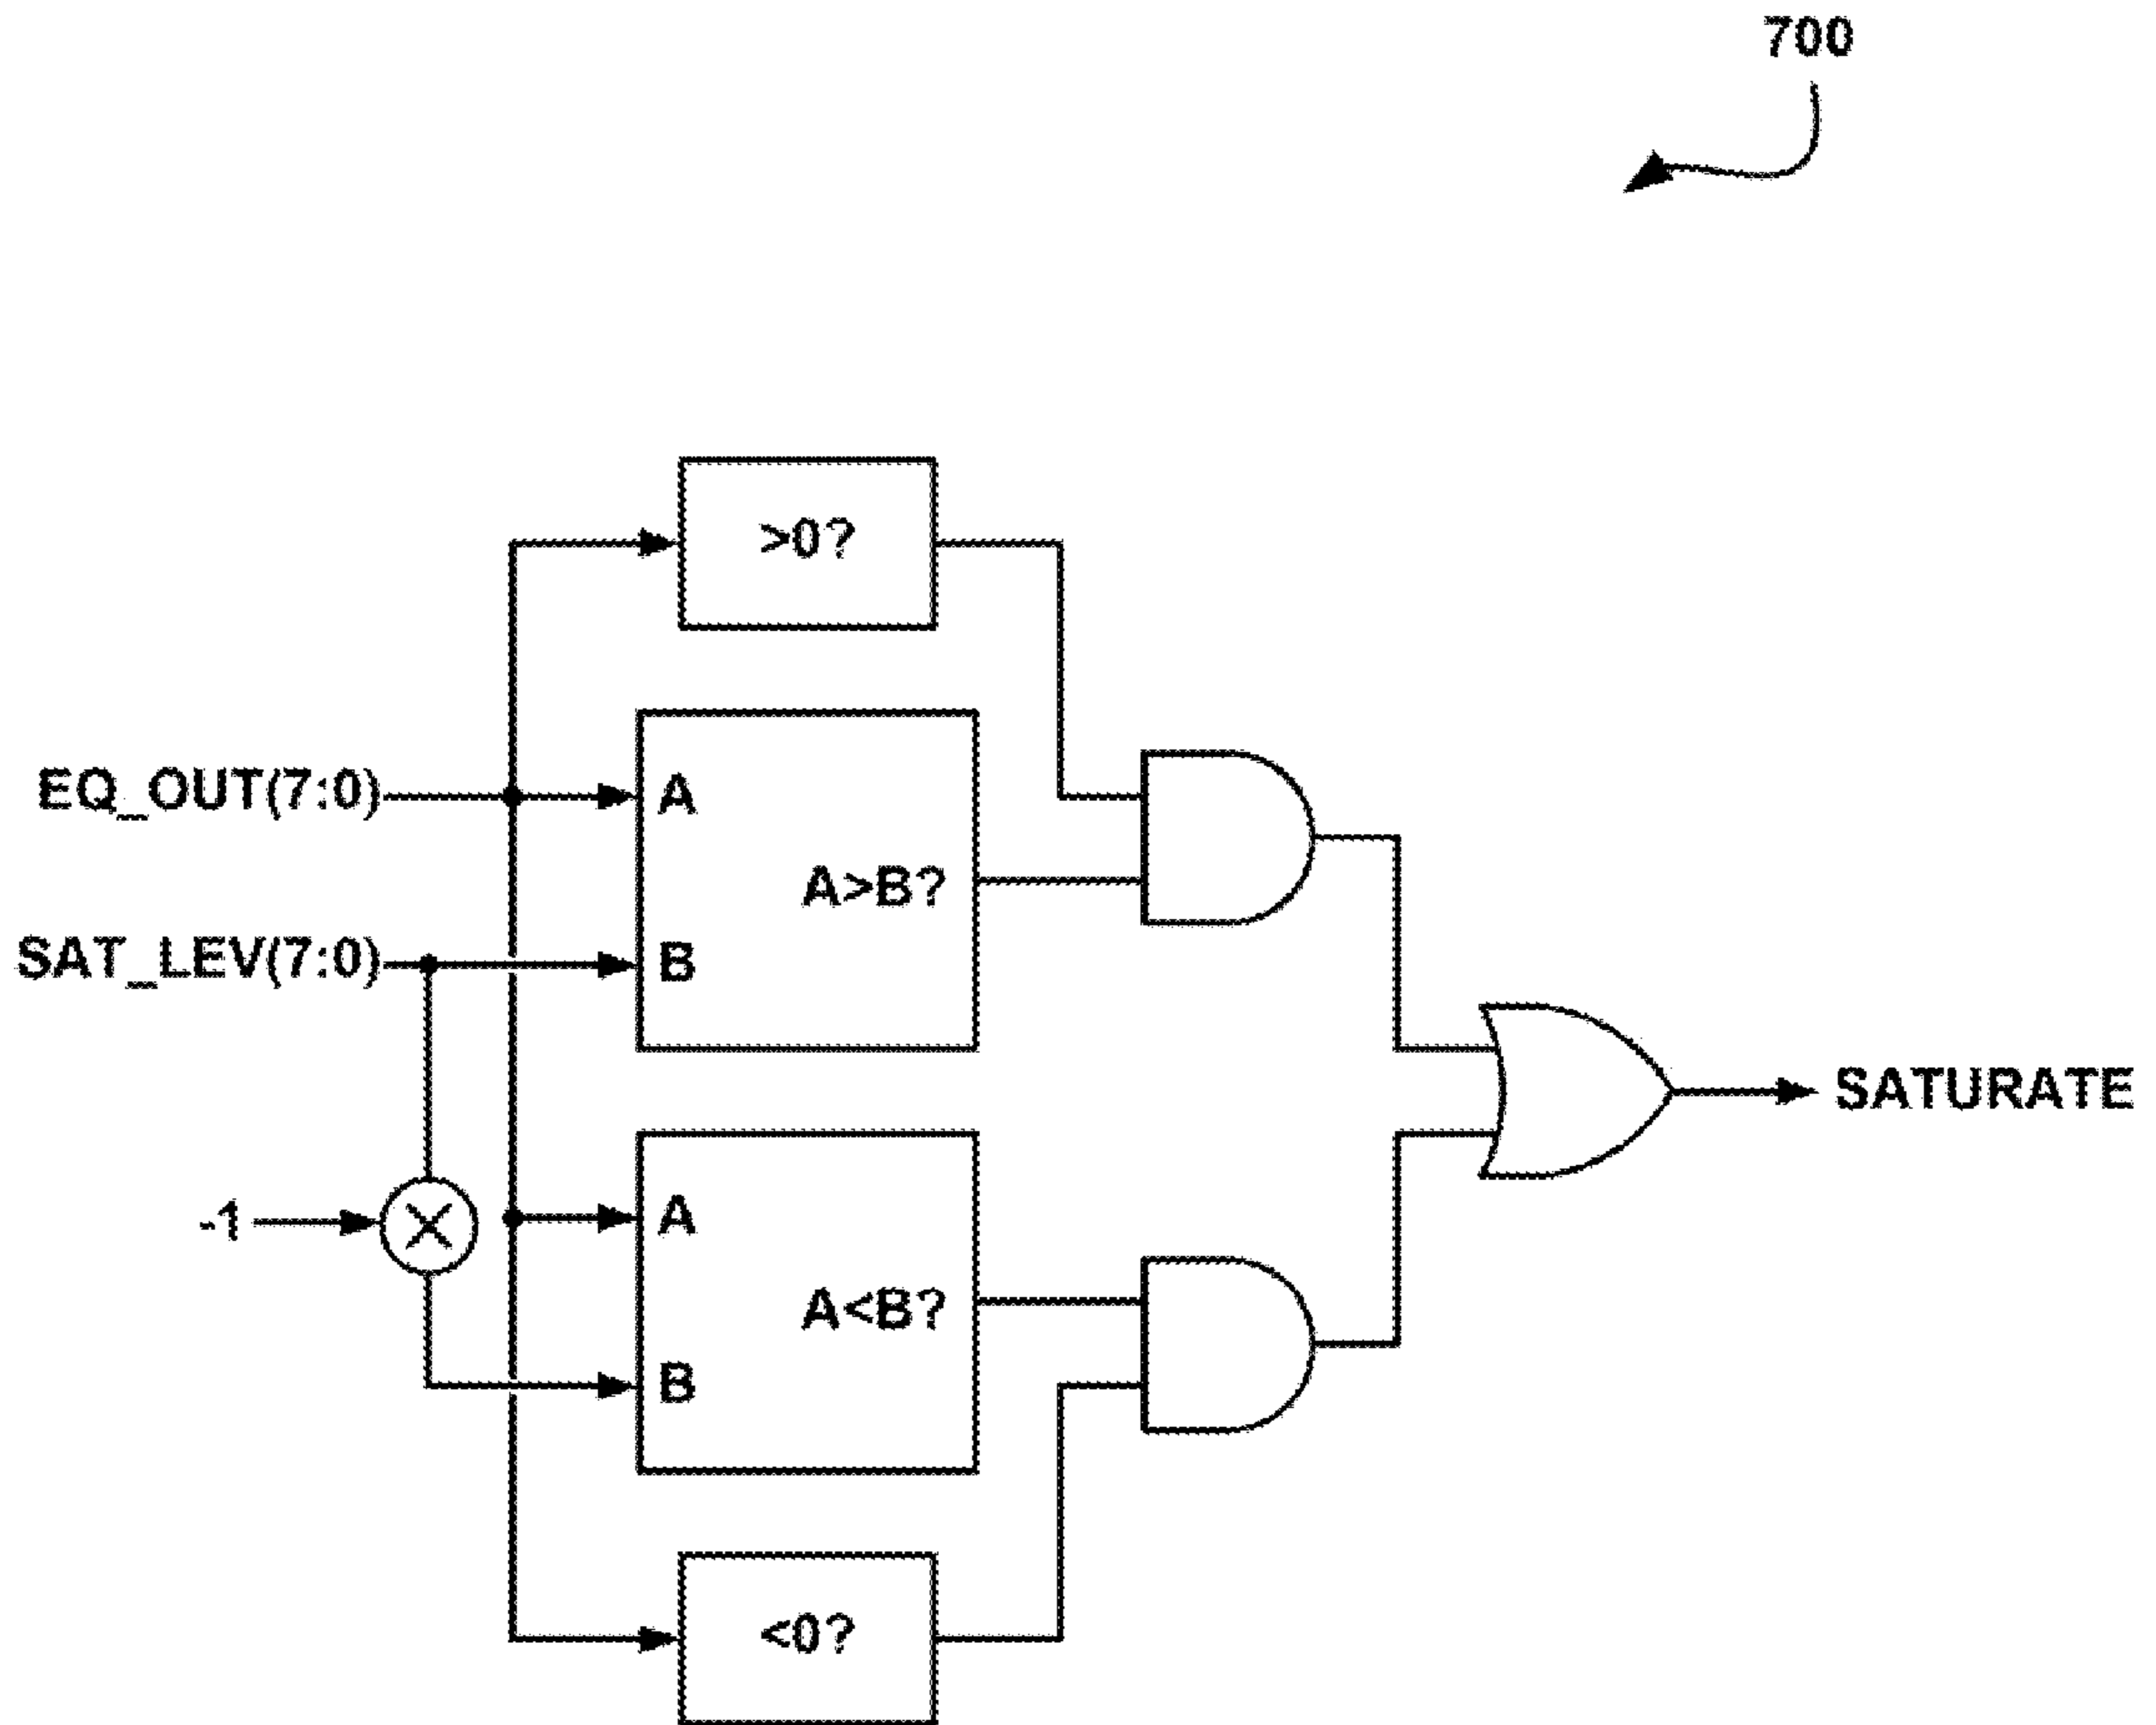 700
>0?
EQ_OUT(7:0)
A
A>B?
SAT_LEV(7:0)
B
SATURATE
-1
A
A<B?
B
<0?